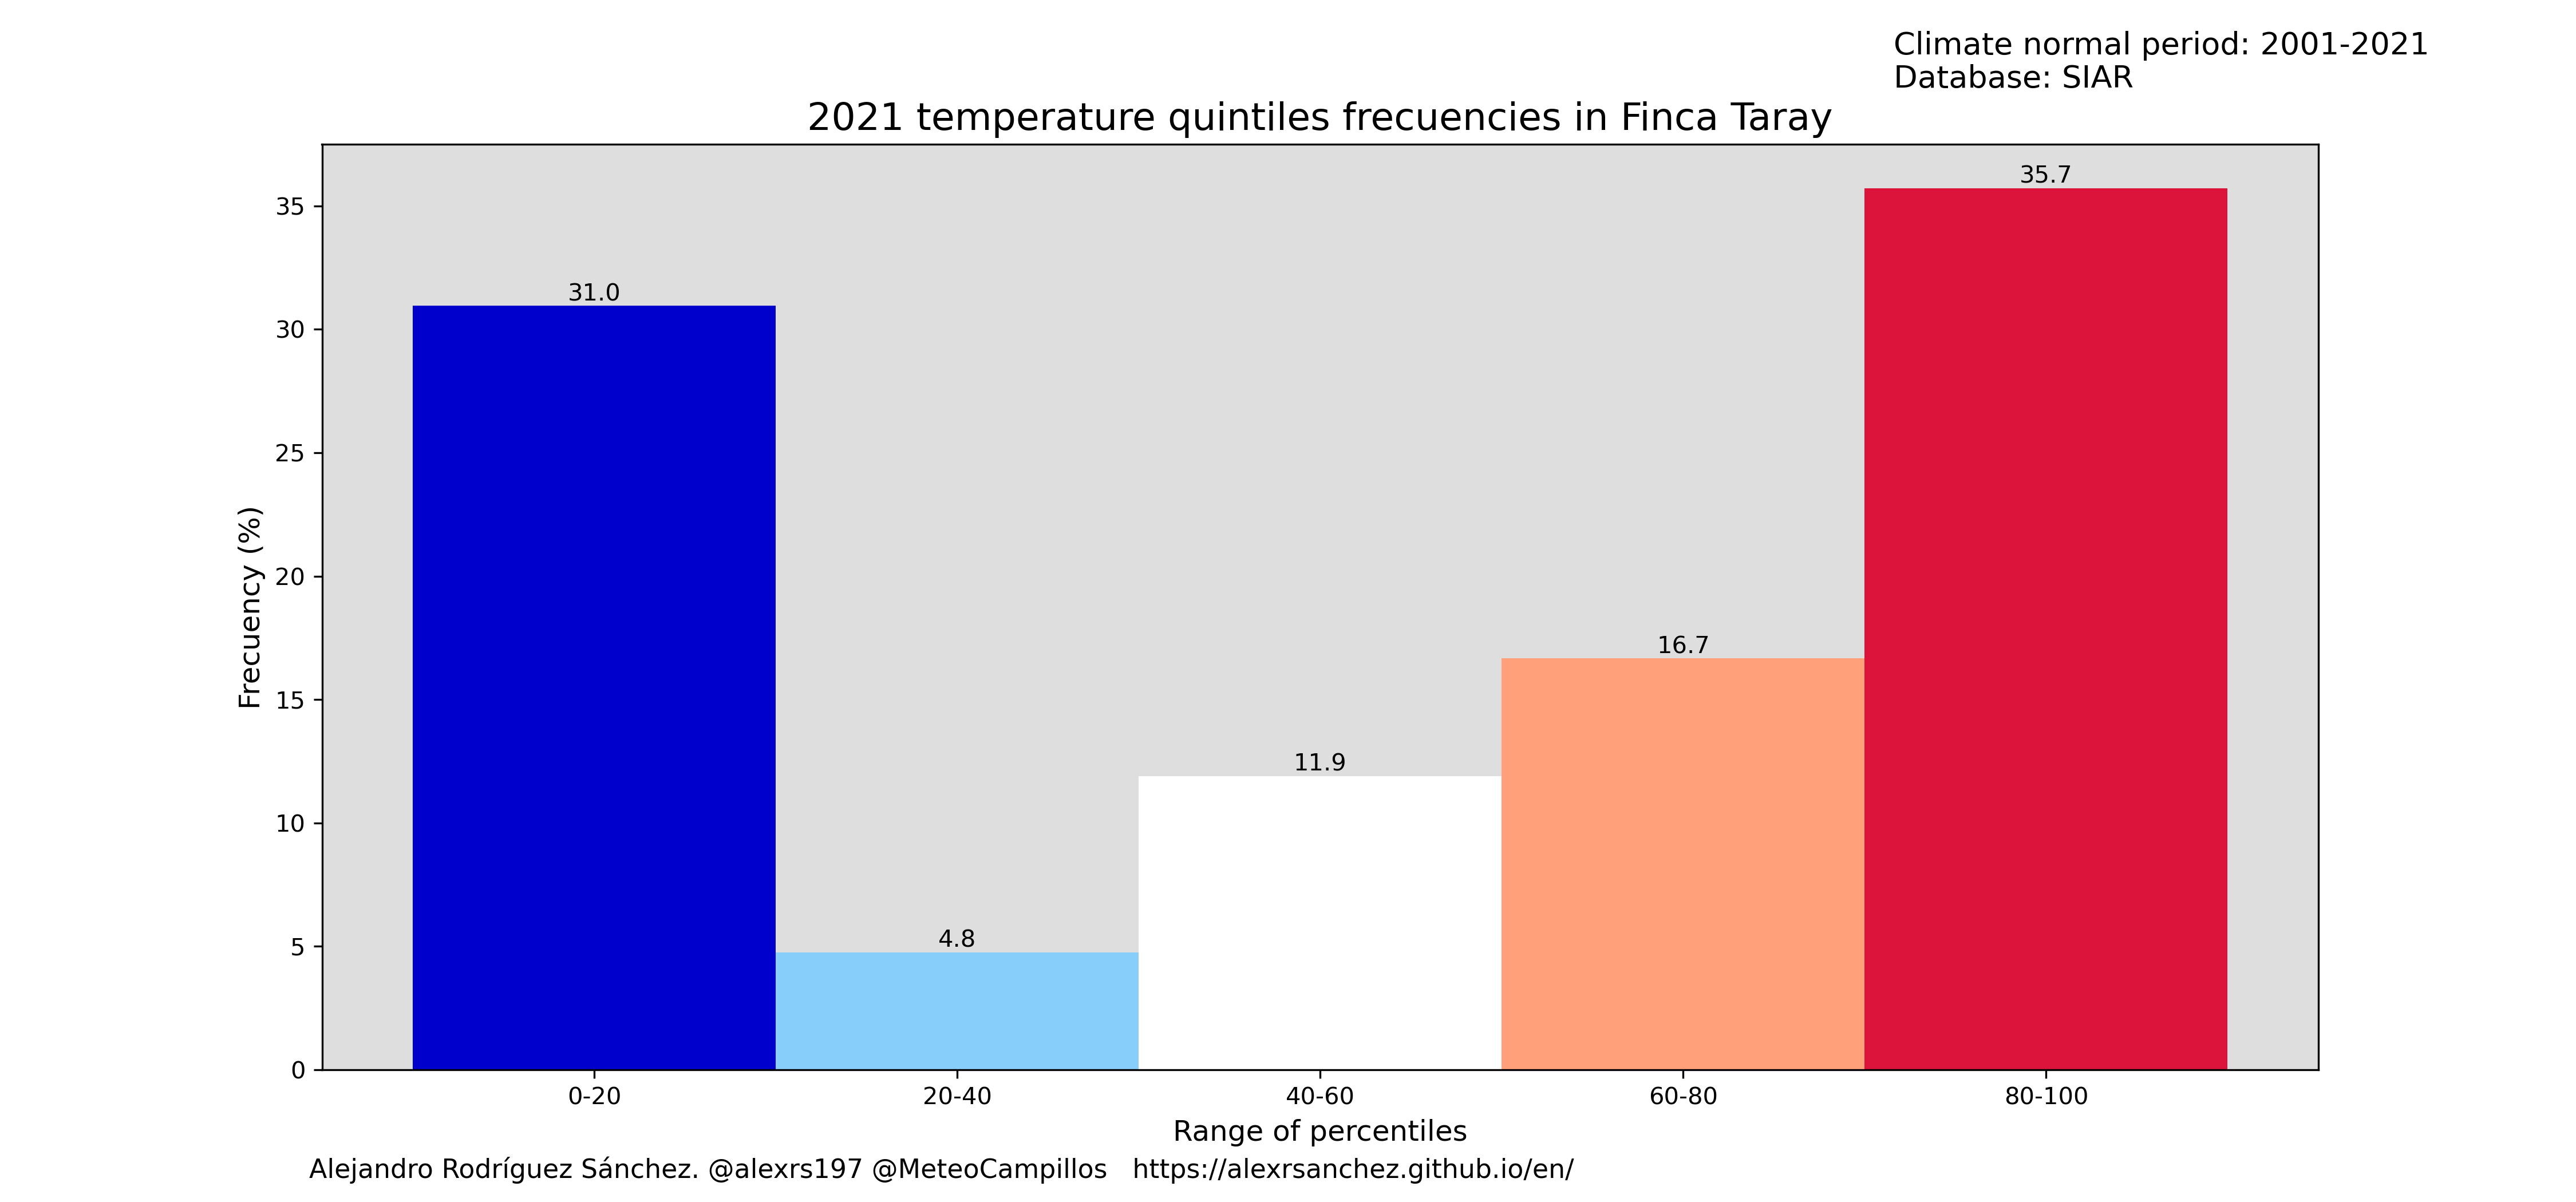 Climate normal period: 2001-2021
Database: SIAR
2021 temperature quintiles frecuencies in Finca Taray
35.7
35
31.0
30
25
Frecuency (%)
20
16.7
15
11.9
10
4.8
5
0
0-20 20-40 40-60 60-80 80-100
Range of percentiles
Alejandro Rodríguez Sánchez. @alexrs197 @MeteoCampillos https://alexrsanchez.github.io/en/